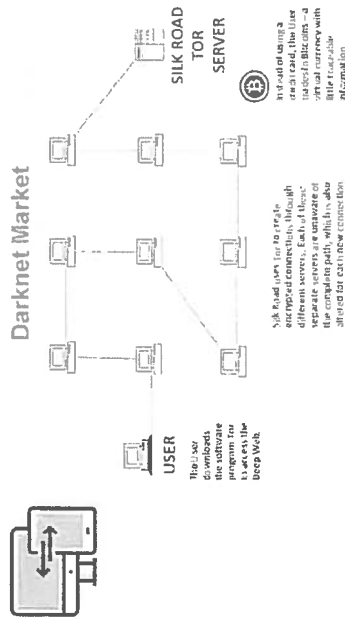 Darknet Market
USER
The User
downloads
the software
program Tor
to access the
Deep Web.
Silk Road uses Tor to create
encrypted connections through
different servers. Each of these
separate servers are unaware of
the complete path, which is also
altered for each new connection
SILK ROAD
TOR
SERVER
B
Instead of using a
credit card, the User
trades in Bitcoins – a
virtual currency with
little traceable
information